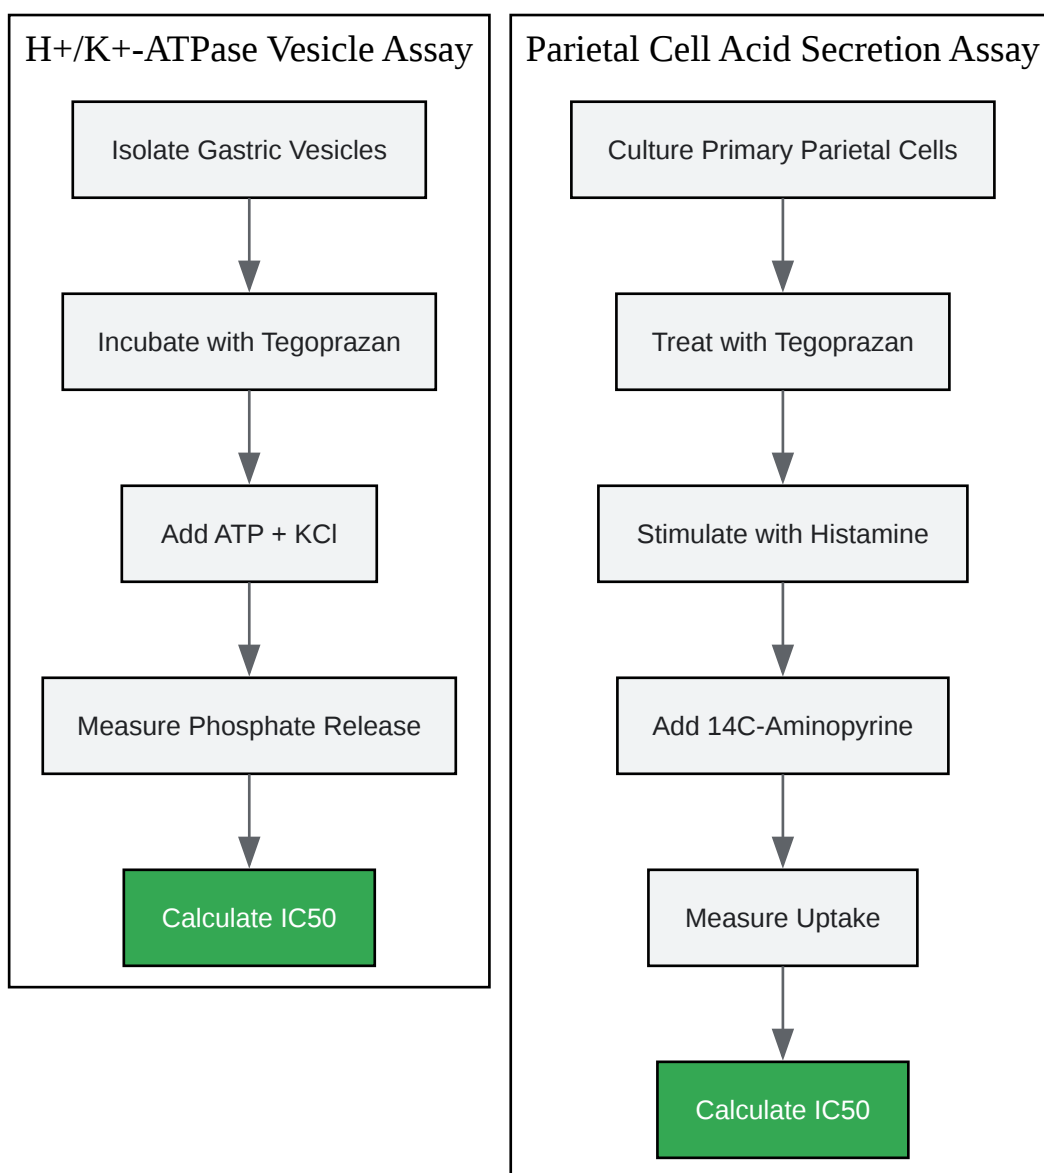 H+/K+-ATPase Vesicle Assay
Isolate Gastric Vesicles
Incubate with Tegoprazan
Add ATP + KCl
Measure Phosphate Release
Calculate IC50
Parietal Cell Acid Secretion Assay
Culture Primary Parietal Cells
Treat with Tegoprazan
Stimulate with Histamine
Add 14C-Aminopyrine
Measure Uptake
Calculate IC50